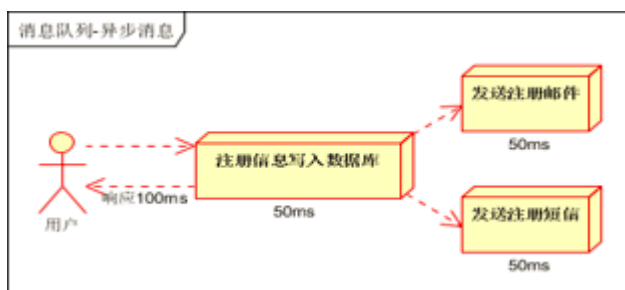 消息队列-异步消息
发送注册邮件
50ms
注册信息写入数据库
响应100ms
50ms
用户
发送注册短信
50ms